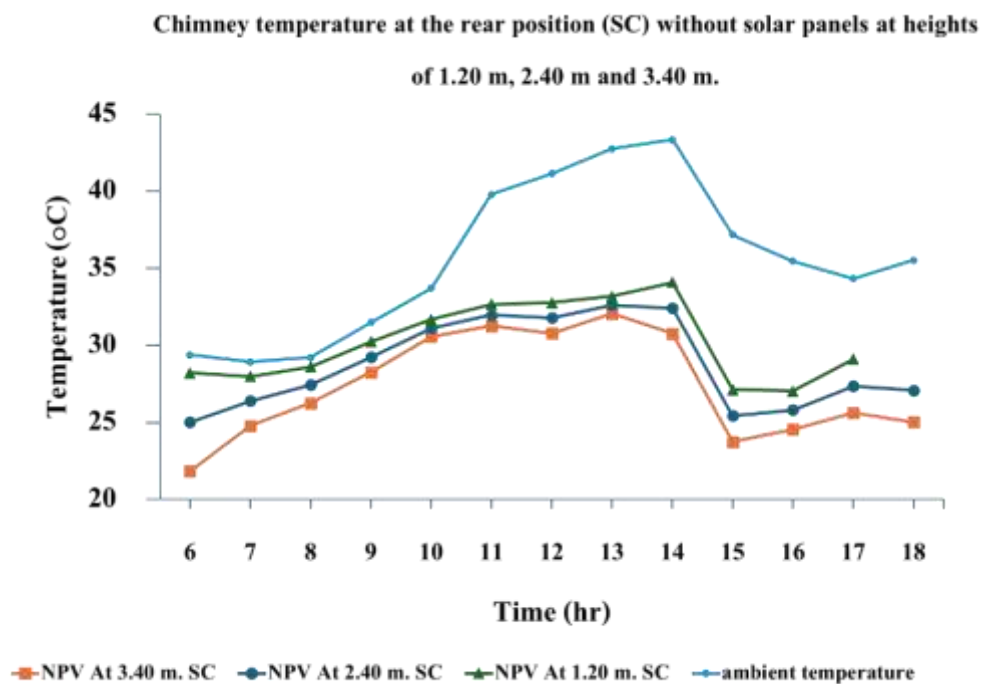 Chimney temperature at the rear position (SC) without solar panels at heights
of 1.20 m, 2.40 m and 3.40 m.
45
40
35
30
25
20
Temperature (oC)
6 7 8 9 10 11 12 13 14 15 16 17 18
Time (hr)
NPV At 3.40 m. SC NPV At 2.40 m. SC NPV At 1.20 m. SC ambient temperature